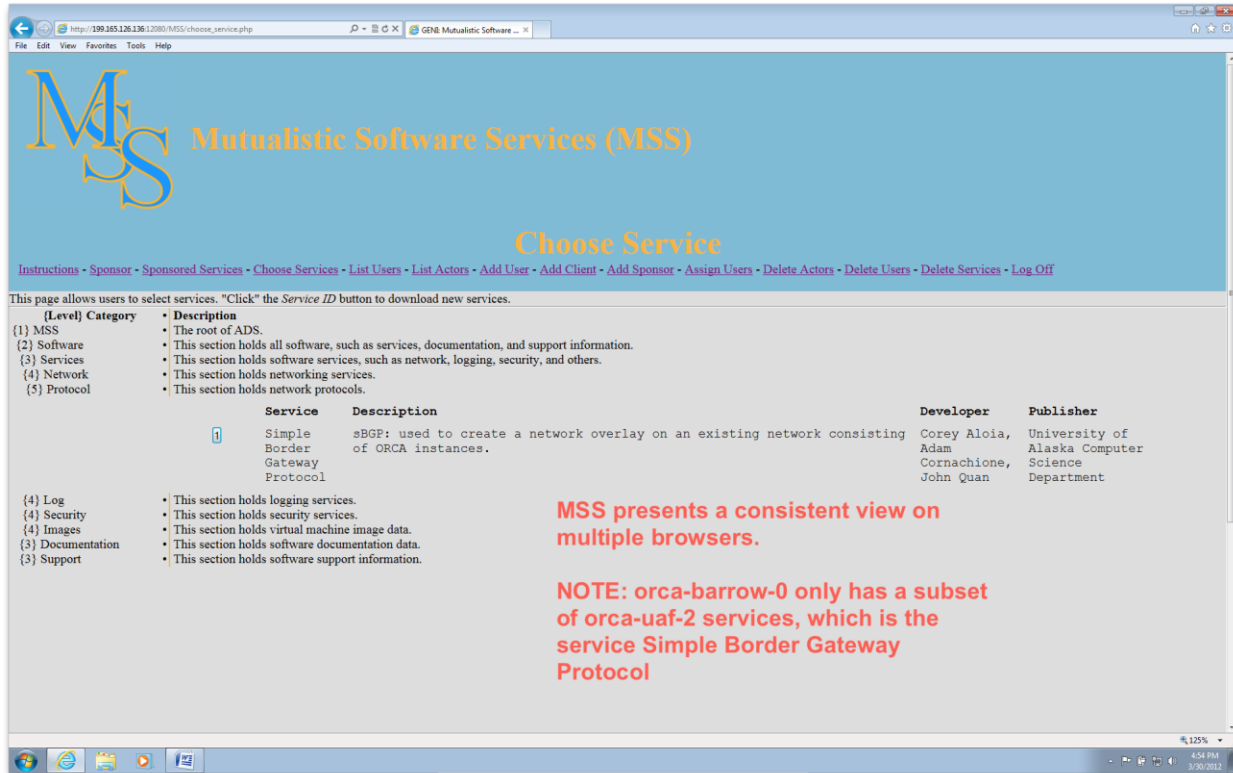 http://199.165.126.136:12080/MSS/choose_service.php
GENI: Mutualistic Software ...
File Edit View Favorites Tools Help
MSS
Mutualistic Software Services (MSS)
Choose Service
Instructions - Sponsor - Sponsored Services - Choose Services - List Users - List Actors - Add User - Add Client - Add Sponsor - Assign Users - Delete Actors - Delete Users - Delete Services - Log Off
This page allows users to select services. "Click" the Service ID button to download new services.
{Level} Category • Description
{1} MSS • The root of ADS.
{2} Software • This section holds all software, such as services, documentation, and support information.
{3} Services • This section holds software services, such as network, logging, security, and others.
{4} Network • This section holds networking services.
{5} Protocol • This section holds network protocols.
Service Description Developer Publisher
1 Simple sBGP: used to create a network overlay on an existing network consisting Corey Aloia, University of
Border of ORCA instances. Adam Alaska Computer
Gateway Cornachione, Science
Protocol John Quan Department
{4} Log • This section holds logging services.
{4} Security • This section holds security services.
{4} Images • This section holds virtual machine image data.
{3} Documentation • This section holds software documentation data.
{3} Support • This section holds software support information.
MSS presents a consistent view on
multiple browsers.
NOTE: orca-barrow-0 only has a subset
of orca-uaf-2 services, which is the
service Simple Border Gateway
Protocol
125%
4:54 PM
3/30/2012